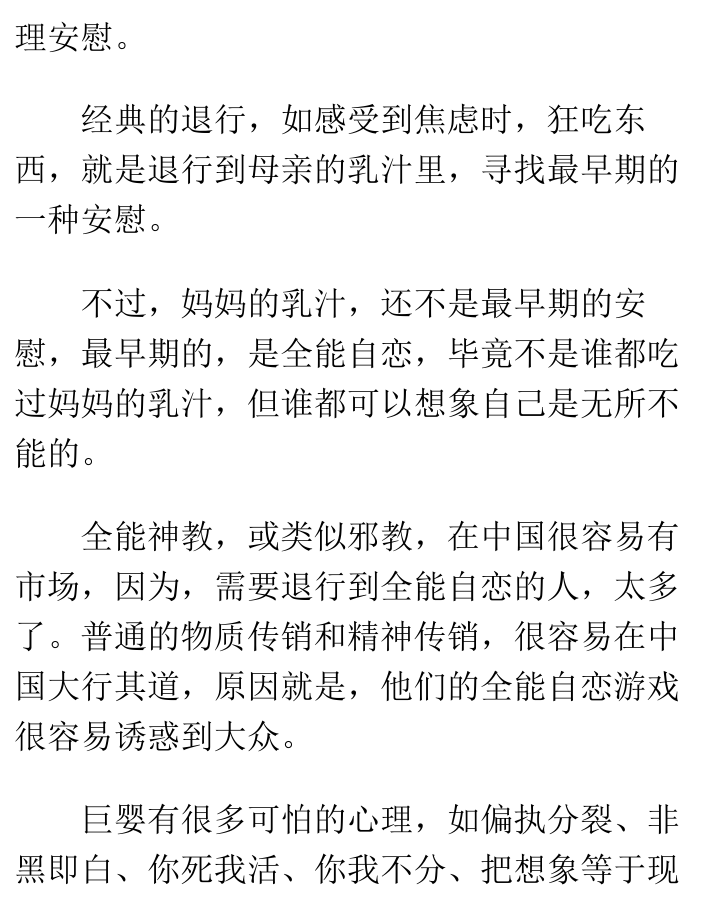 理安慰。
经典的退行，如感受到焦虑时，狂吃东
西，就是退行到母亲的乳汁里，寻找最早期的
一种安慰。
不过，妈妈的乳汁，还不是最早期的安
慰，最早期的，是全能自恋，毕竟不是谁都吃
过妈妈的乳汁，但谁都可以想象自己是无所不
能的。
全能神教，或类似邪教，在中国很容易有
市场，因为，需要退行到全能自恋的人，太多
了。普通的物质传销和精神传销，很容易在中
国大行其道，原因就是，他们的全能自恋游戏
很容易诱惑到大众。
巨婴有很多可怕的心理，如偏执分裂、非
黑即白、你死我活、你我不分、把想象等于现